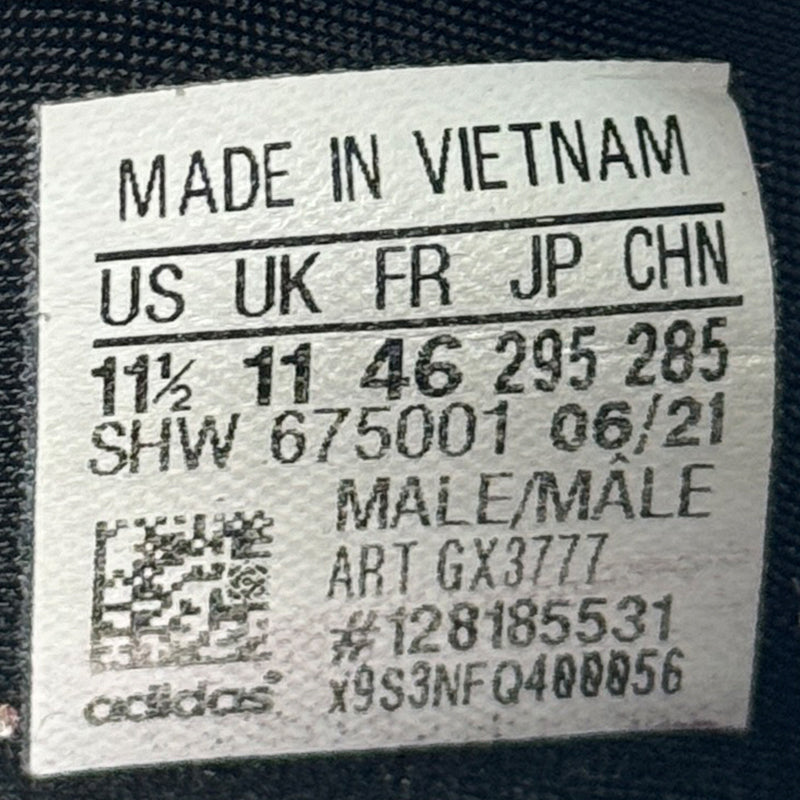 MADE IN VIETNAM
US UK FR JP CHN
11½ 11 46 295 285
SHW 675001 06/21
MALE/MÂLE
ART GX3777
#128185531
x9S3NFQ400056
adidas